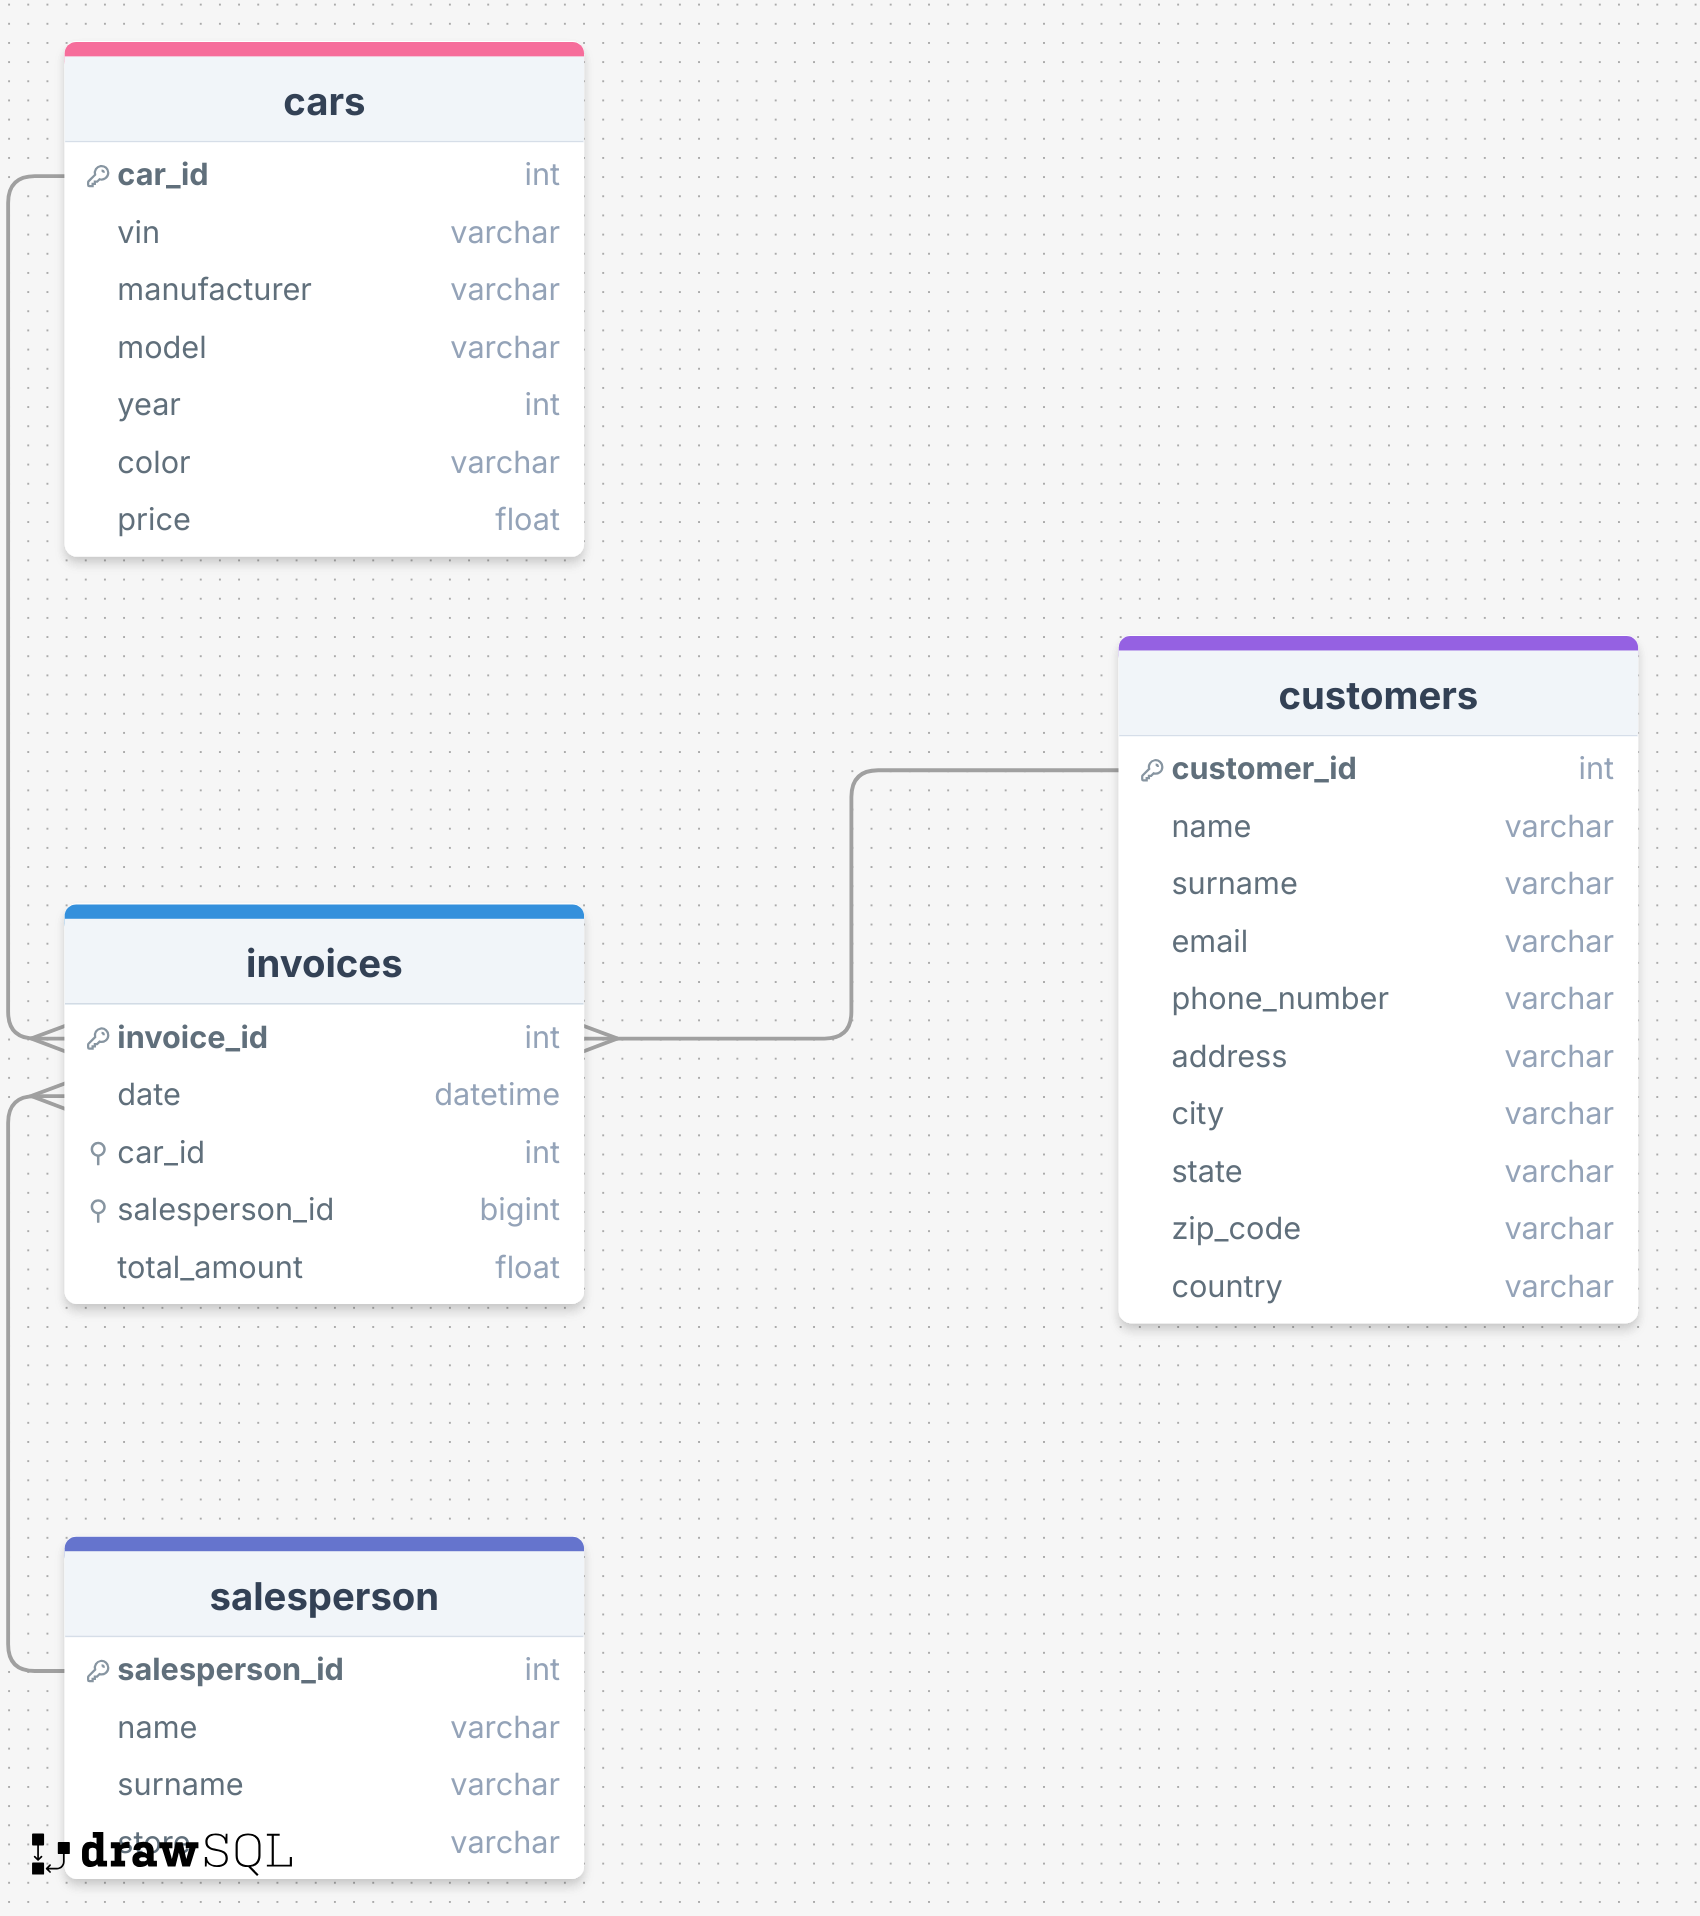 cars
car_id int
vin varchar
manufacturer varchar
model varchar
year int
color varchar
price float
customers
customer_id int
name varchar
surname varchar
email varchar
phone_number varchar
address varchar
city varchar
state varchar
zip_code varchar
country varchar
invoices
invoice_id int
date datetime
car_id int
salesperson_id bigint
total_amount float
salesperson
salesperson_id int
name varchar
surname varchar
store varchar
drawSQL